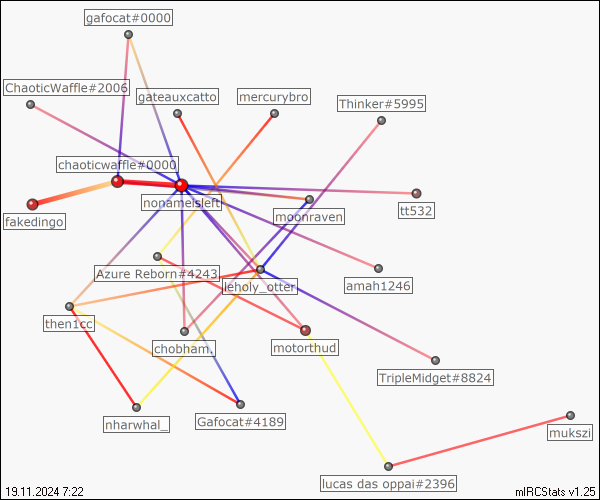 gafocat#0000
ChaoticWaffle#2006
gateauxcatto
mercurybro
Thinker#5995
chaoticwaffle#0000
nonameisleft
fakedingo
moonraven
tt532
Azure Reborn#4243
leholy_otter
amah1246
then1cc
chobham.
motorthud
TripleMidget#8824
nharwhal_
Gafocat#4189
mukszi
lucas das oppai#2396
19.11.2024 7:22
mIRCStats v1.25